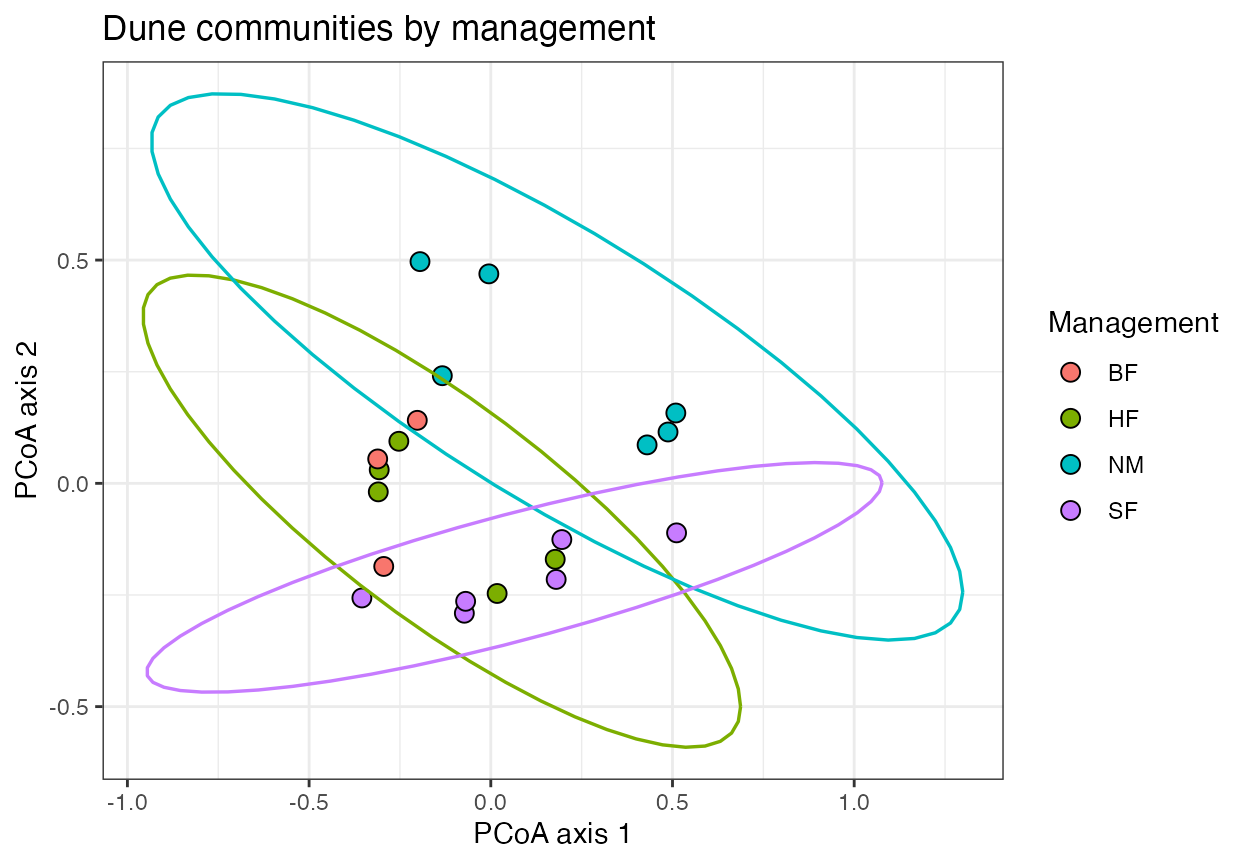 Dune communities by management
PCoA axis 2
0.5
0.0
-0.5
-1.0
-0.5
0.0
0.5
1.0
PCoA axis 1
Management
BF
HF
NM
SF